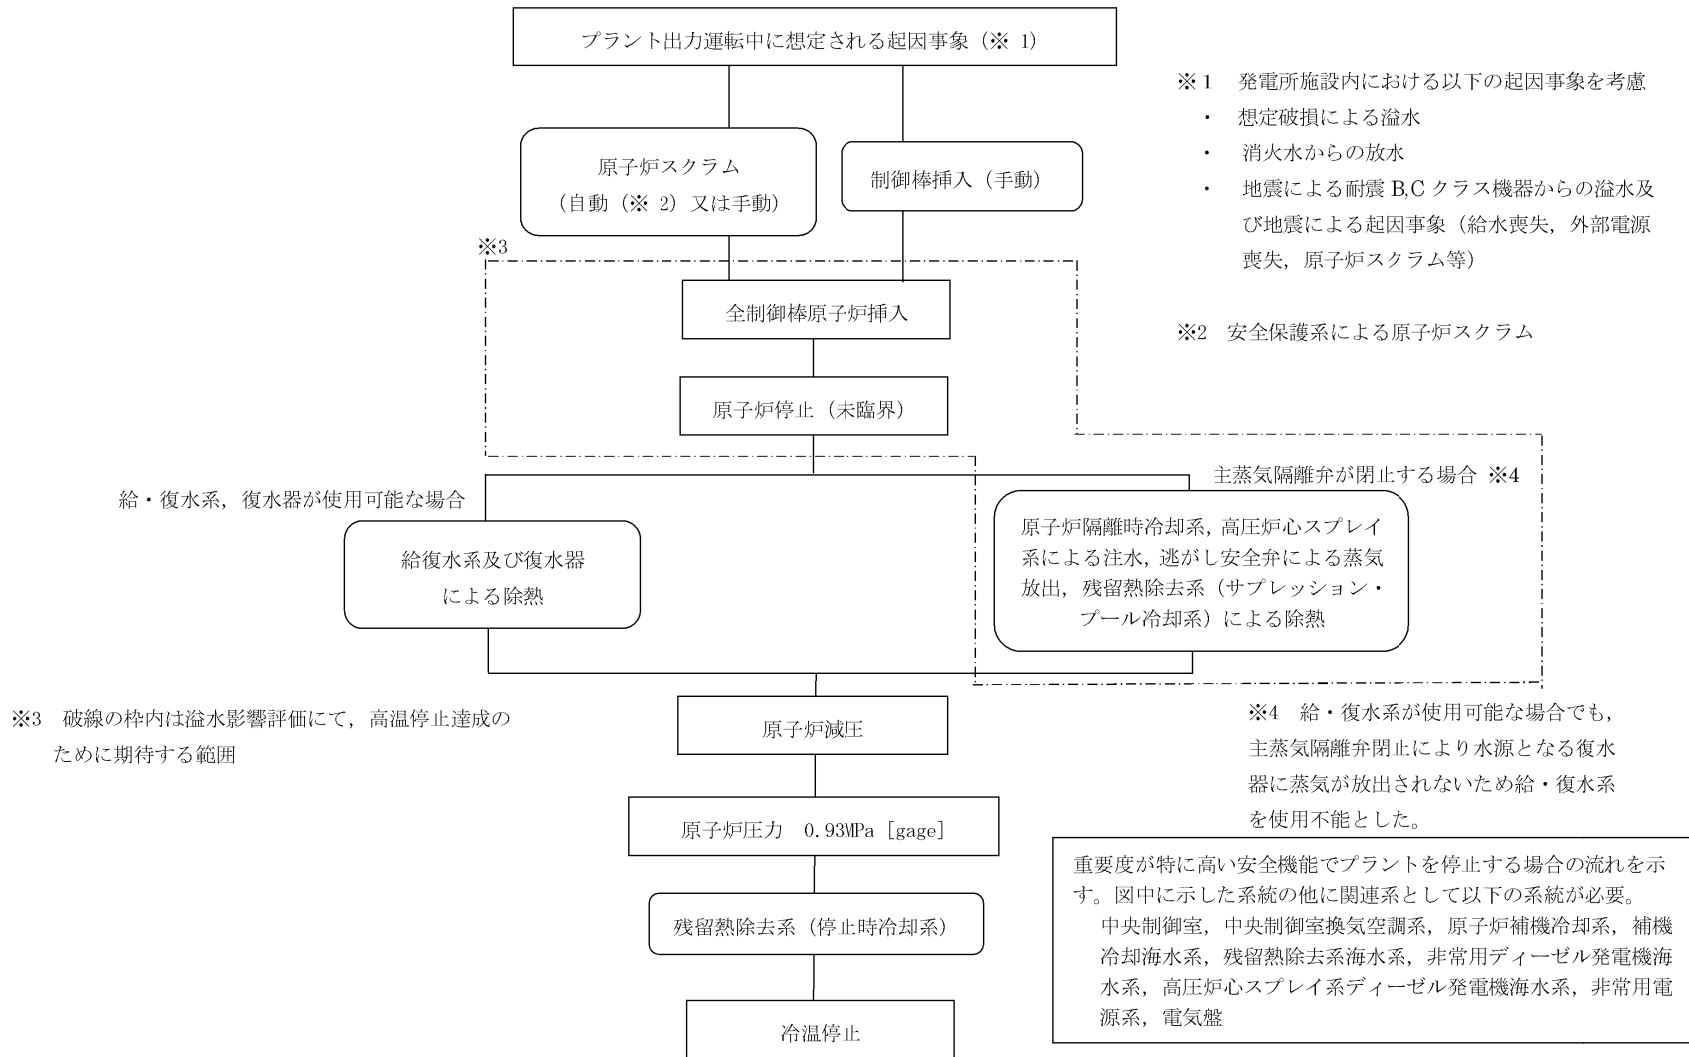 プラント出力運転中に想定される起因事象（※ 1）
※1　発電所施設内における以下の起因事象を考慮
・　想定破損による溢水
・　消火水からの放水
・　地震による耐震 B,C クラス機器からの溢水及
び地震による起因事象（給水喪失，外部電源
喪失，原子炉スクラム等）
※2　安全保護系による原子炉スクラム
原子炉スクラム
（自動（※ 2）又は手動）
制御棒挿入（手動）
※3
全制御棒原子炉挿入
原子炉停止（未臨界）
給・復水系，復水器が使用可能な場合
主蒸気隔離弁が閉止する場合 ※4
給復水系及び復水器
による除熱
原子炉隔離時冷却系，高圧炉心スプレイ
系による注水，逃がし安全弁による蒸気
放出，残留熱除去系（サプレッション・
プール冷却系）による除熱
※3　破線の枠内は溢水影響評価にて，高温停止達成の
ために期待する範囲
原子炉減圧
※4　給・復水系が使用可能な場合でも，
主蒸気隔離弁閉止により水源となる復水
器に蒸気が放出されないため給・復水系
を使用不能とした。
原子炉圧力　0.93MPa［gage］
残留熱除去系（停止時冷却系）
冷温停止
重要度が特に高い安全機能でプラントを停止する場合の流れを示
す。図中に示した系統の他に関連系として以下の系統が必要。
中央制御室，中央制御室換気空調系，原子炉補機冷却系，補機
冷却海水系，残留熱除去系海水系，非常用ディーゼル発電機海
水系，高圧炉心スプレイ系ディーゼル発電機海水系，非常用電
源系，電気盤